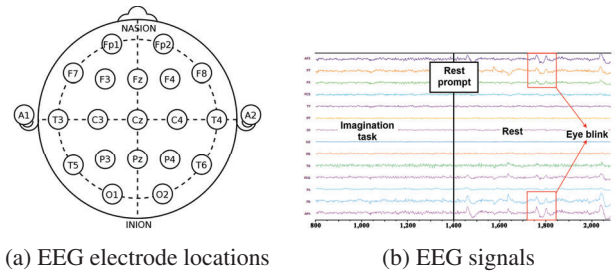 NASION
Fp1 Fp2
F7 F3 Fz F4 F8
A1 T3 C3 Cz C4 T4 A2
T5 P3 Pz P4 T6
O1 O2
INION
(a) EEG electrode locations
Rest
prompt
Imagination
task
Rest
Eye blink
800 1,000 1,200 1,400 1,600 1,800 2,000
(b) EEG signals